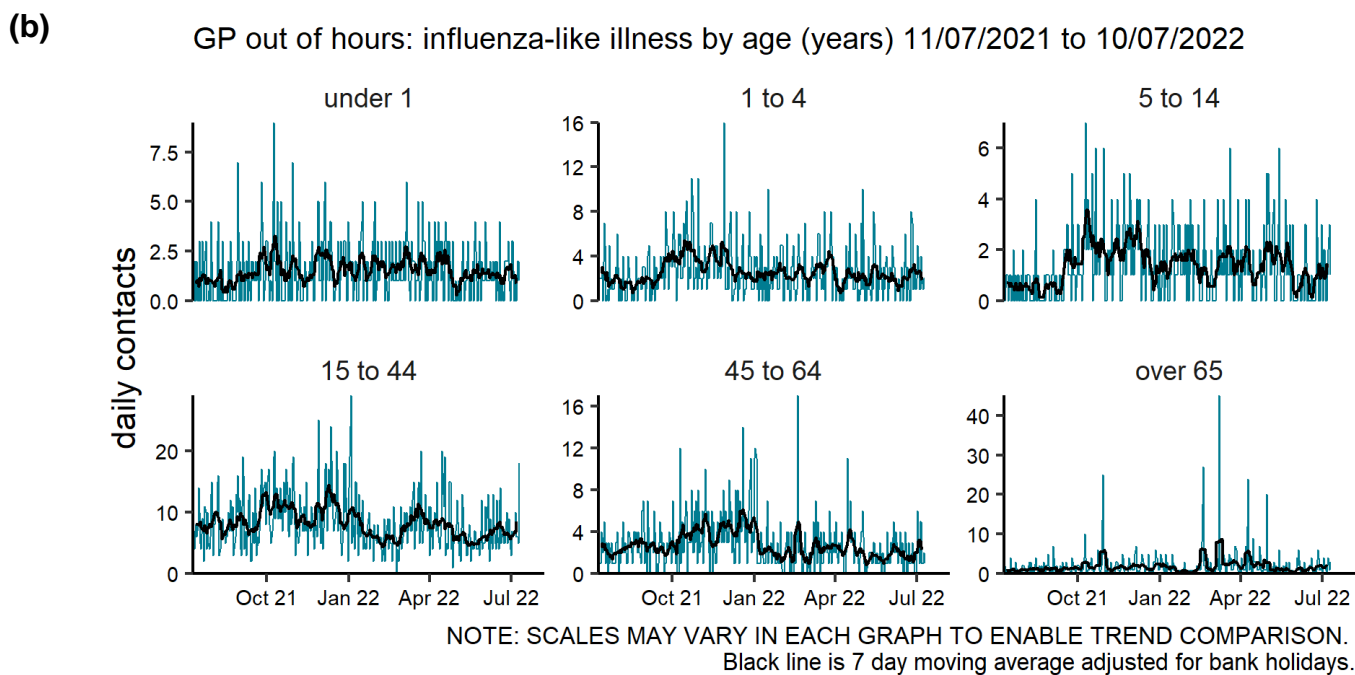 (b)
GP out of hours: influenza-like illness by age (years) 11/07/2021 to 10/07/2022
daily contacts
under 1
7.5
5.0
2.5
0.0
1 to 4
16
12
8
4
0
5 to 14
6
4
2
0
15 to 44
20
10
0
Oct 21 Jan 22 Apr 22 Jul 22
45 to 64
16
12
8
4
0
Oct 21 Jan 22 Apr 22 Jul 22
over 65
40
30
20
10
0
Oct 21 Jan 22 Apr 22 Jul 22
NOTE: SCALES MAY VARY IN EACH GRAPH TO ENABLE TREND COMPARISON.
Black line is 7 day moving average adjusted for bank holidays.